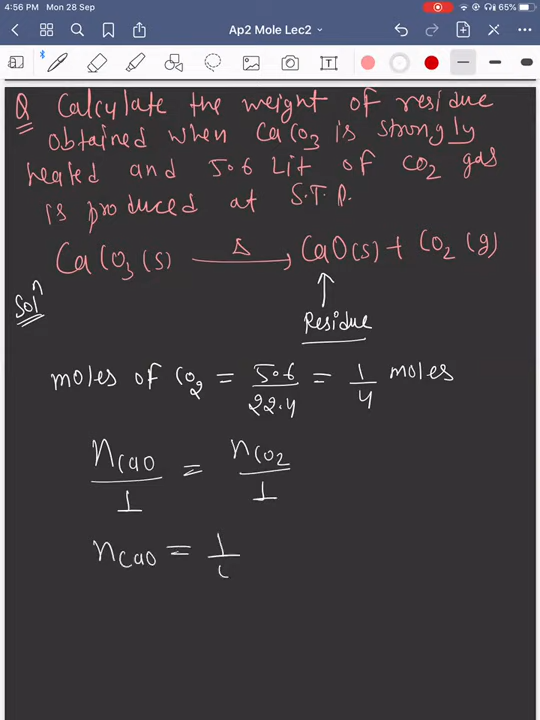 4:56 PM Mon 28 Sep
65%
Ap2 Mole Lec2
T
Q Calculate the weight of residue
obtained when CaCO3 is strongly
heated and 5.6 Lit of CO2 gas
is produced at S.T.P.
CaCO3(s) —Δ→ CaO(s) + CO2(g)
Solⁿ
Residue
moles of CO2 = 5.6/22.4 = 1/4 moles
nCaO/1 = nCO2/1
nCaO = 1/